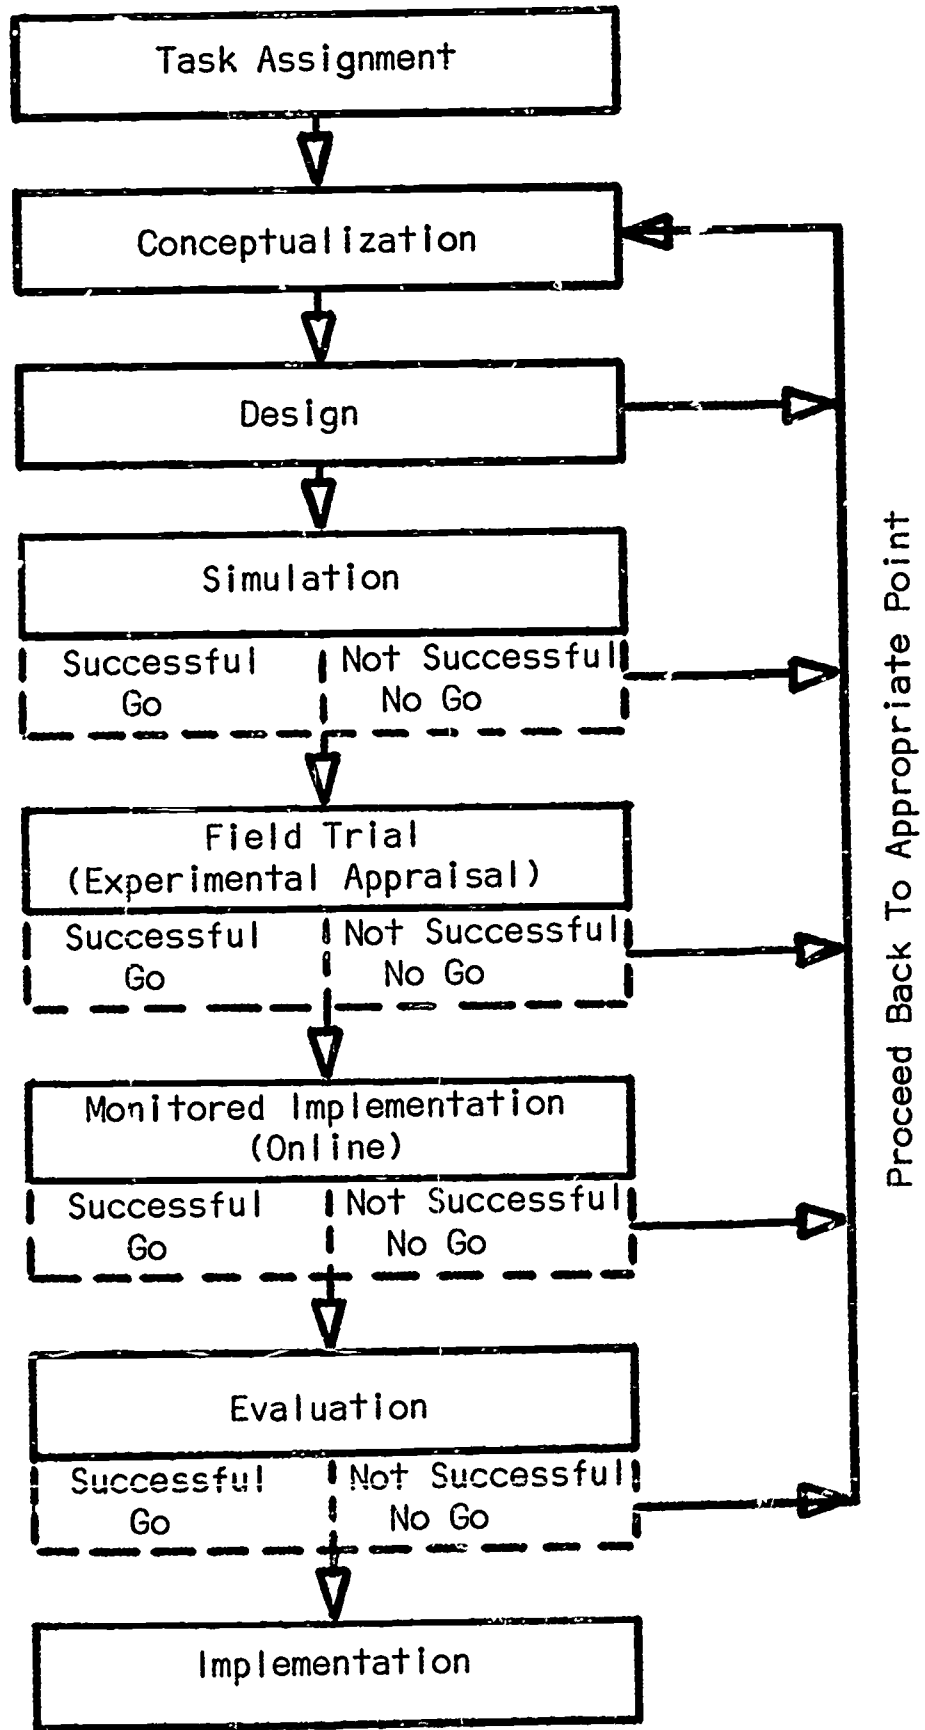 Task Assignment
Conceptualization
Design
Simulation
Successful
Go
Not Successful
No Go
Field Trial
(Experimental Appraisal)
Successful
Go
Not Successful
No Go
Monitored Implementation
(Online)
Successful
Go
Not Successful
No Go
Evaluation
Successful
Go
Not Successful
No Go
Implementation
Proceed Back To Appropriate Point